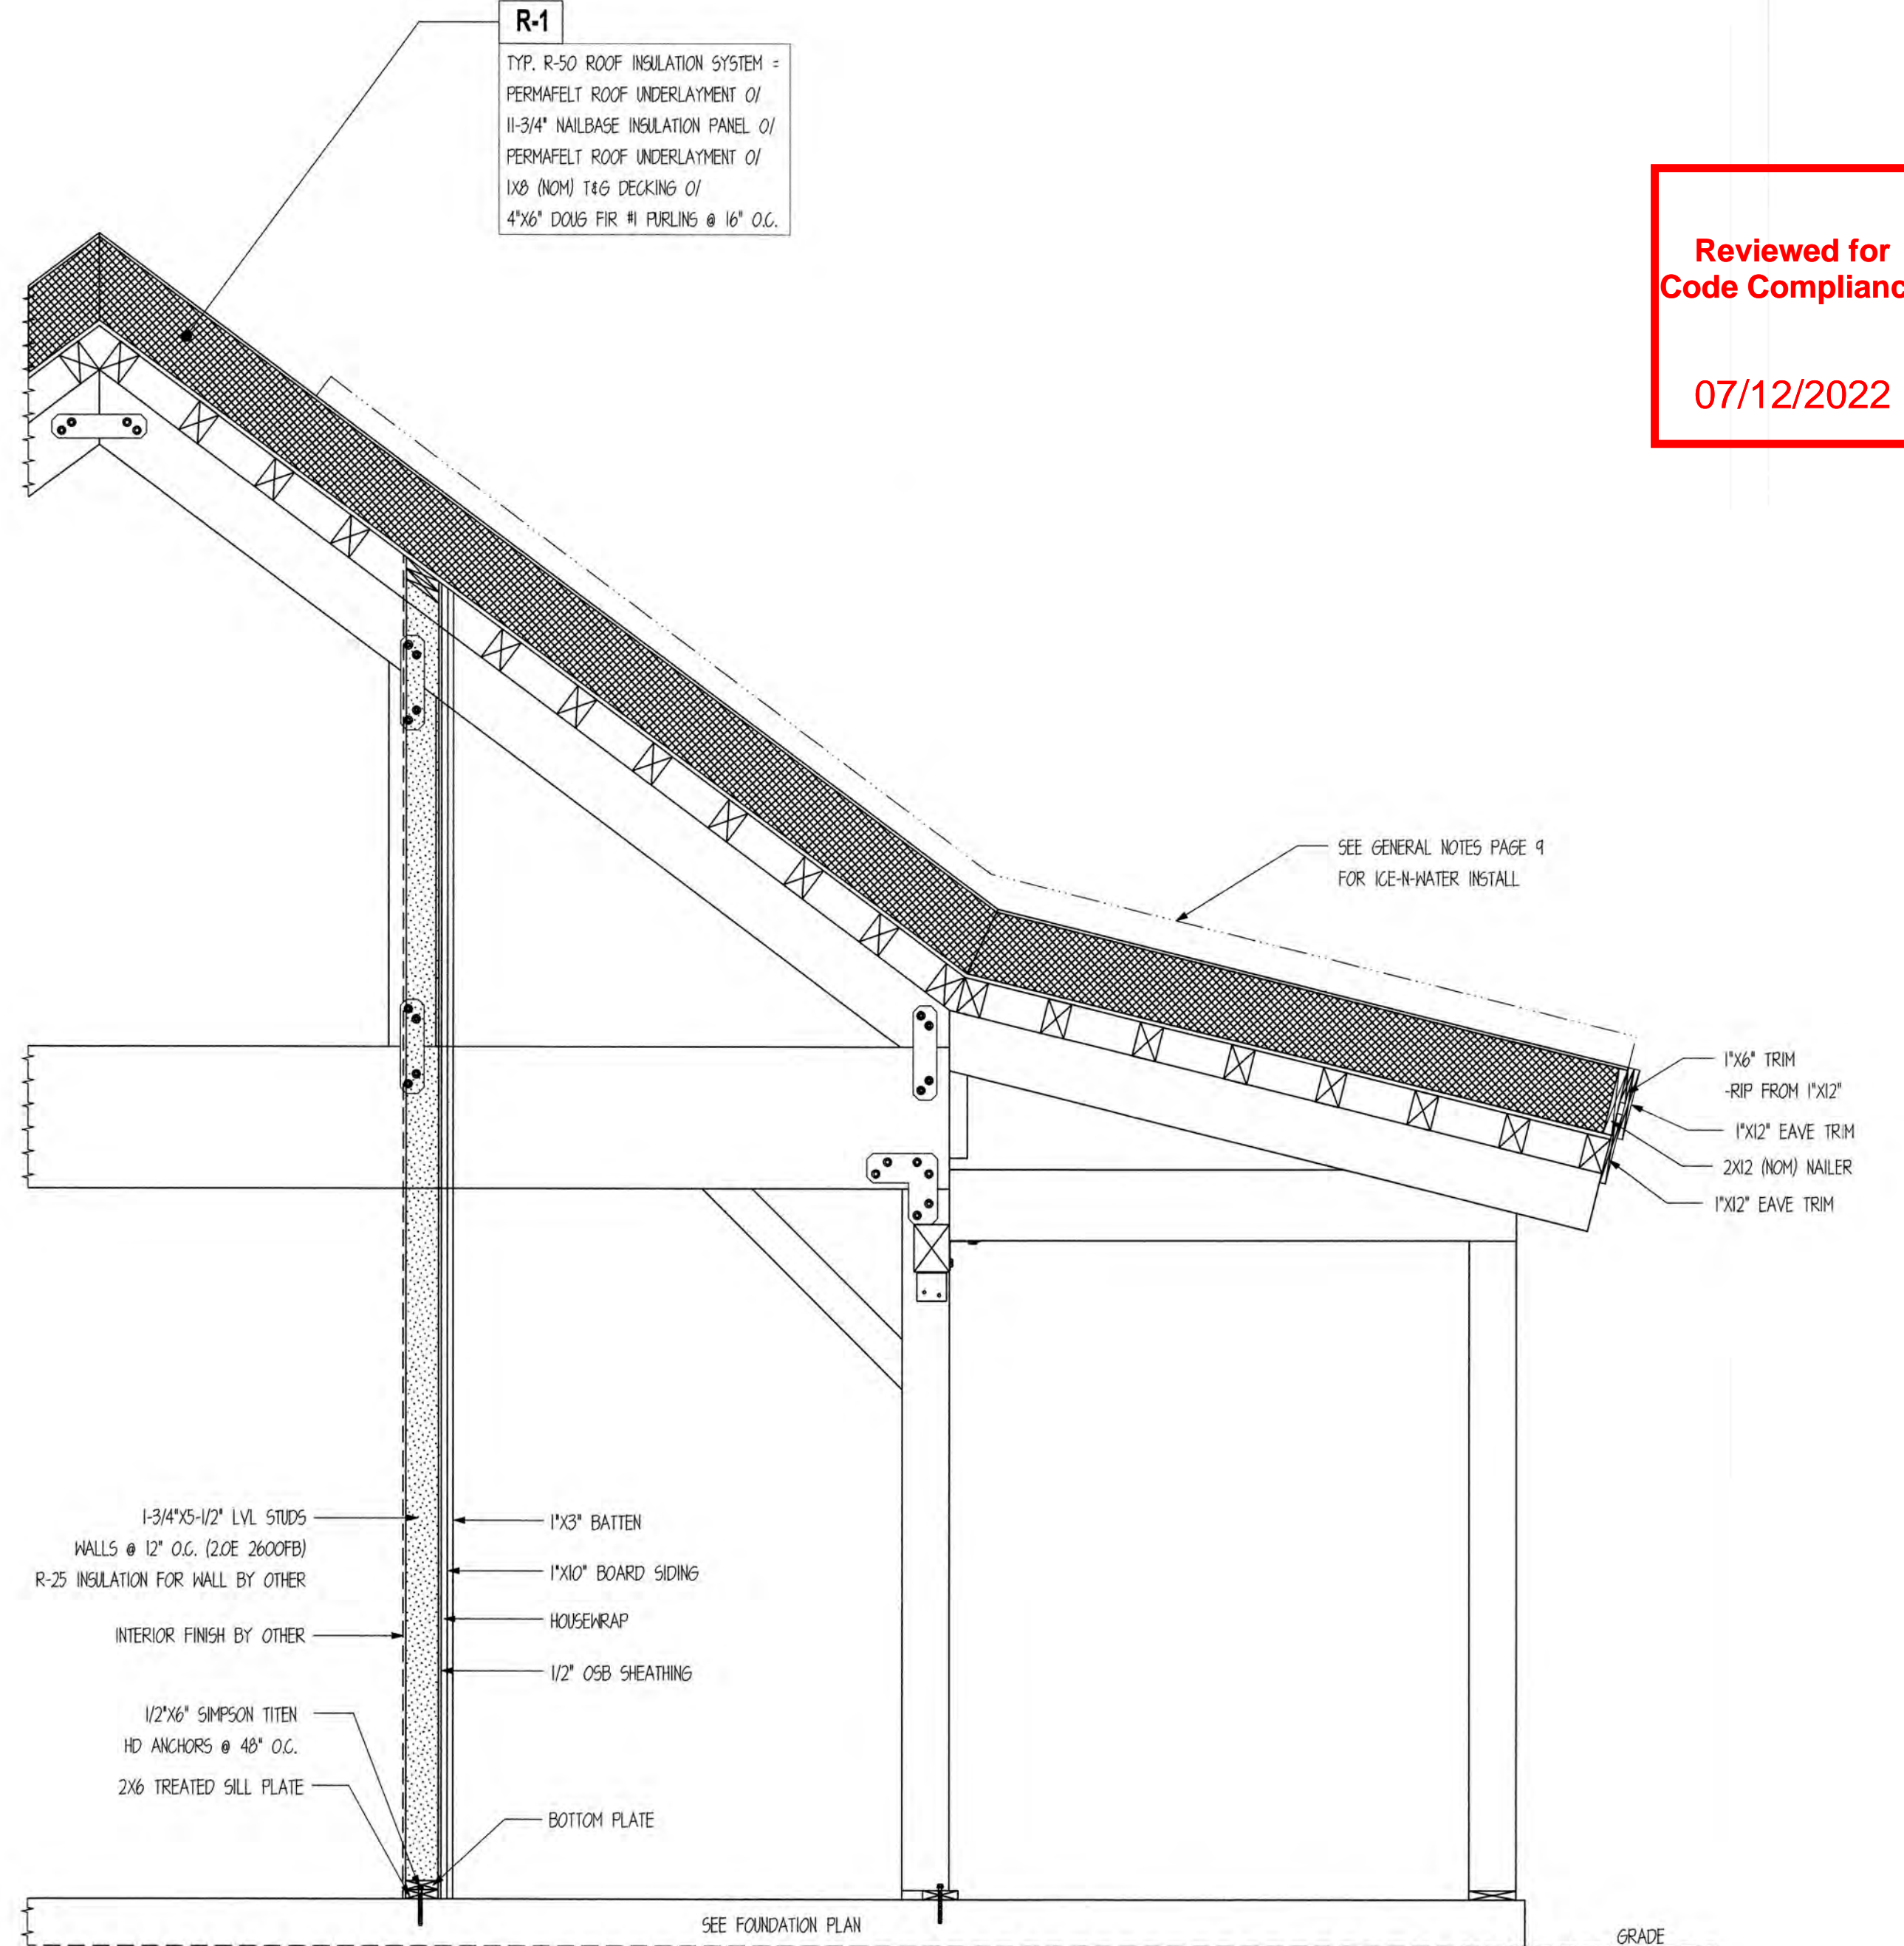 R-1
TYP. R-50 ROOF INSULATION SYSTEM =
PERMAFELT ROOF UNDERLAYMENT O/
11-3/4" NAILBASE INSULATION PANEL O/
PERMAFELT ROOF UNDERLAYMENT O/
1X8 (NOM) T&G DECKING O/
4"X6" DOUG FIR #1 PURLINS @ 16" O.C.
Reviewed for
Code Complianc
07/12/2022
SEE GENERAL NOTES PAGE 9
FOR ICE-N-WATER INSTALL
1"X6" TRIM
-RIP FROM 1"X12"
1"X12" EAVE TRIM
2X12 (NOM) NAILER
1"X12" EAVE TRIM
1-3/4"X5-1/2" LVL STUDS
WALLS @ 12" O.C. (2.0E 2600FB)
R-25 INSULATION FOR WALL BY OTHER
INTERIOR FINISH BY OTHER
1/2"X6" SIMPSON TITEN
HD ANCHORS @ 48" O.C.
2X6 TREATED SILL PLATE
1"X3" BATTEN
1"X10" BOARD SIDING
HOUSEWRAP
1/2" OSB SHEATHING
BOTTOM PLATE
SEE FOUNDATION PLAN
GRADE